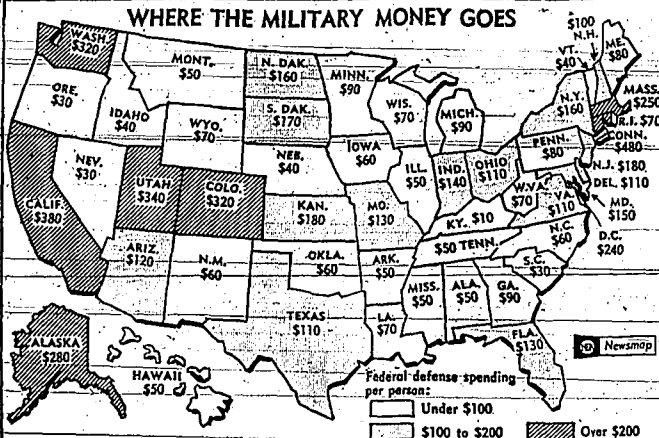 WHERE THE MILITARY MONEY GOES
WASH.
$320
ORE.
$30
CALIF.
$380
NEV.
$30
IDAHO
$40
MONT.
$50
WYO.
$70
UTAH
$340
COLO.
$320
ARIZ.
$120
N.M.
$60
N. DAK.
$160
S. DAK.
$170
NEB.
$40
KAN.
$180
OKLA.
$60
TEXAS
$110
MINN.
$90
IOWA
$60
MO.
$130
ARK.
$50
LA.
$70
WIS.
$70
ILL.
$50
MICH.
$90
IND.
$140
OHIO
$110
KY. $10
$50 TENN.
MISS.
$50
ALA.
$50
GA.
$90
FLA.
$130
S.C.
$30
N.C.
$60
VA.
$110
W.VA.
$70
PENN.
$80
N.Y.
$160
VT.
$40
$100
N.H.
ME.
$80
MASS.
$250
R.I. $70
CONN.
$480
N.J. $180
DEL. $110
MD.
$150
D.C.
$240
ALASKA
$280
HAWAII
$50
Newsmap
Federal defense spending
per person:
Under $100
$100 to $200
Over $200